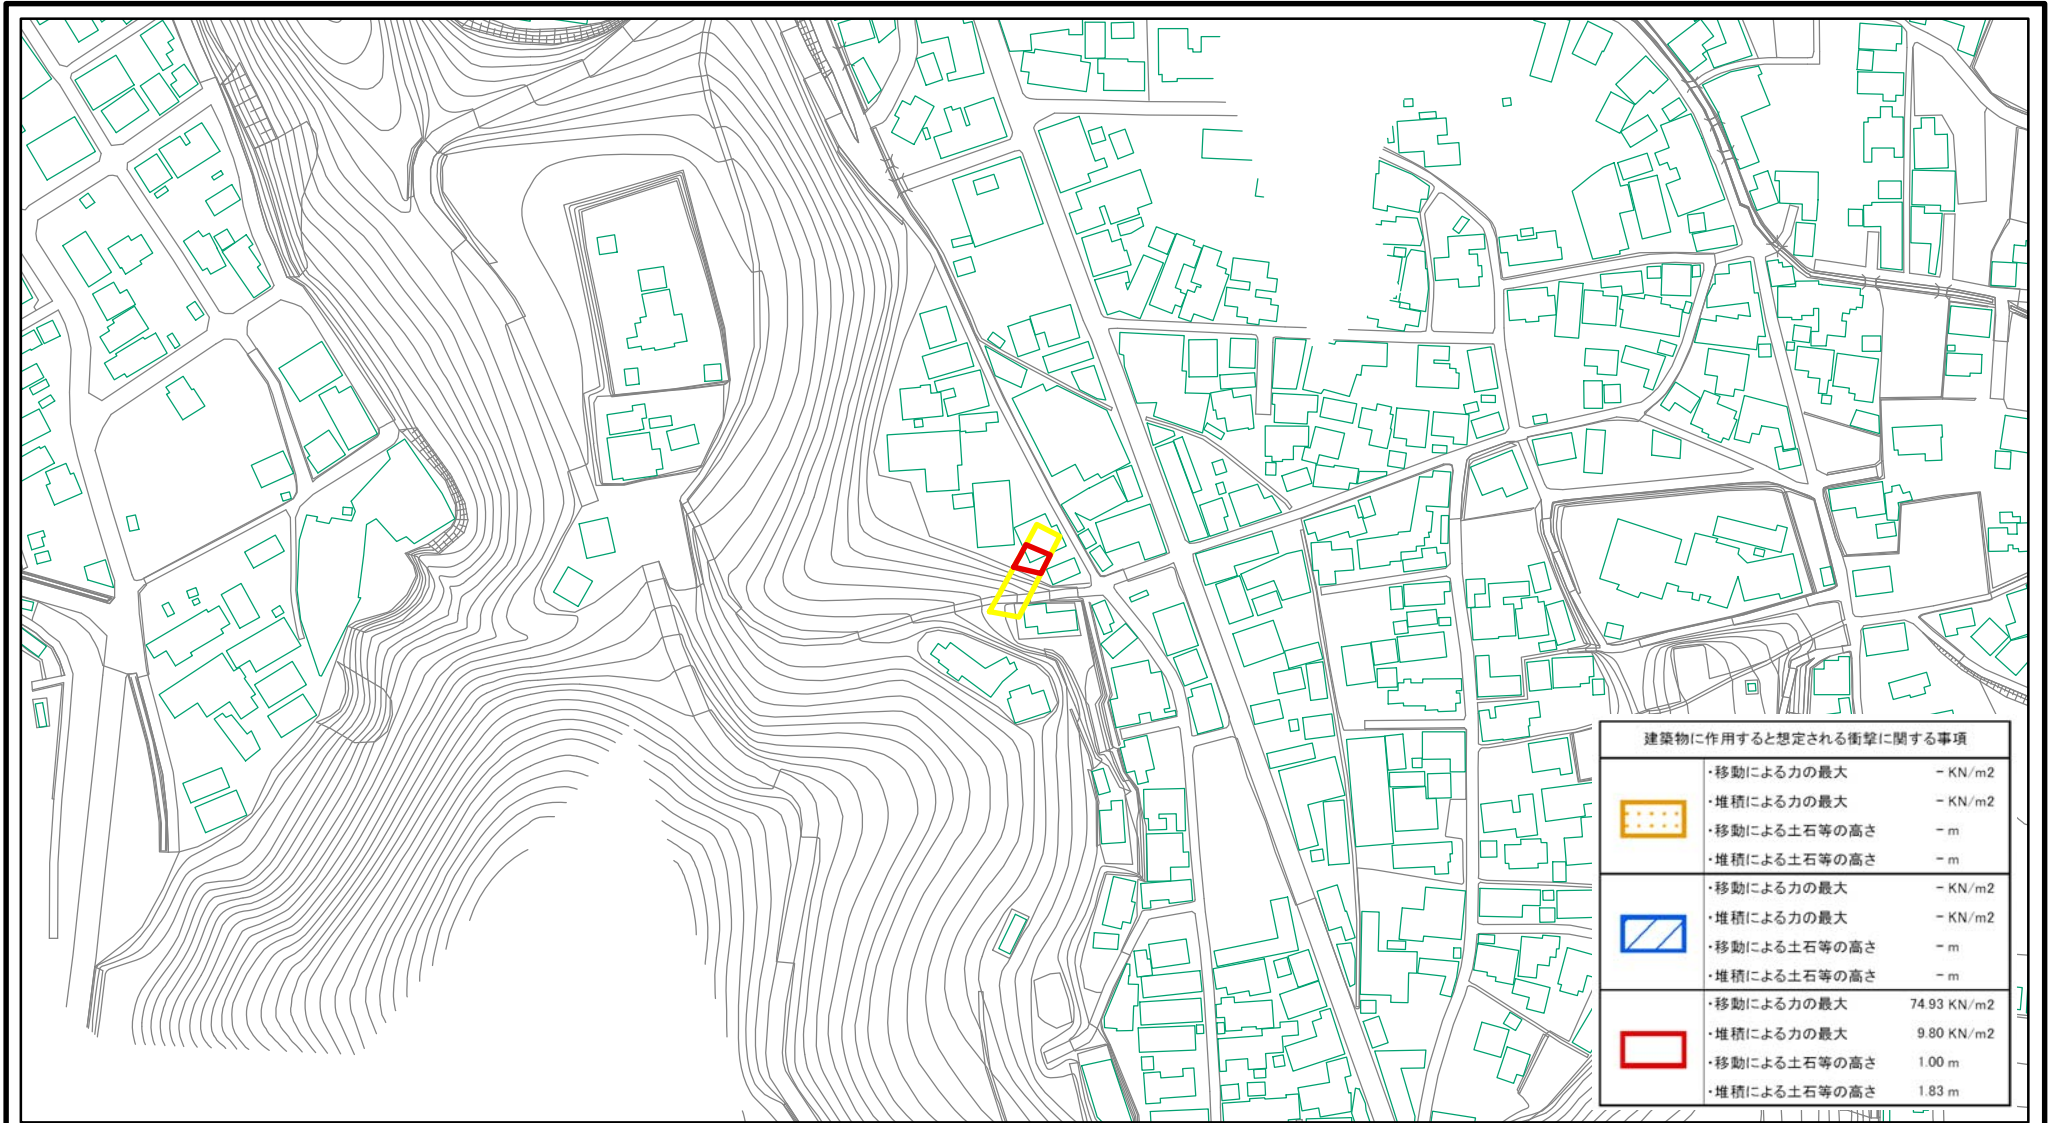 建築物に作用すると想定される衝撃に関する事項
・移動による力の最大 － KN/m2
・堆積による力の最大 － KN/m2
・移動による土石等の高さ － m
・堆積による土石等の高さ － m
・移動による力の最大 － KN/m2
・堆積による力の最大 － KN/m2
・移動による土石等の高さ － m
・堆積による土石等の高さ － m
・移動による力の最大 74.93 KN/m2
・堆積による力の最大 9.80 KN/m2
・移動による土石等の高さ 1.00 m
・堆積による土石等の高さ 1.83 m